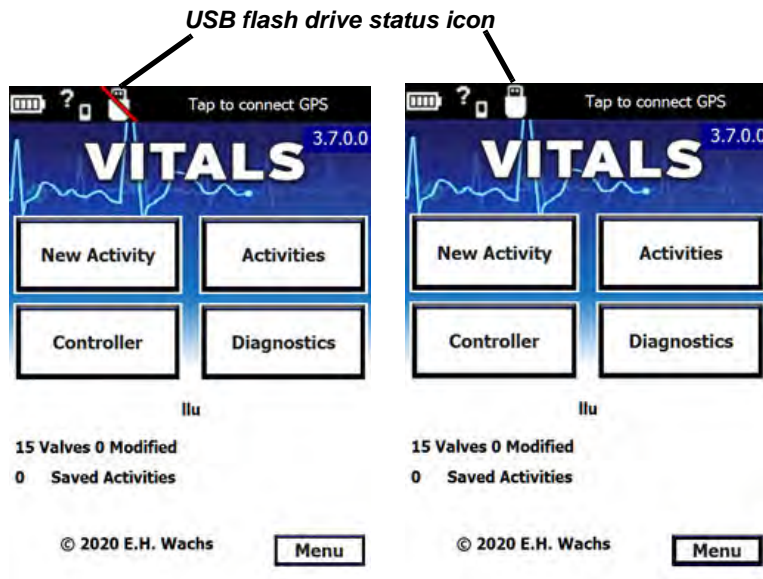 USB flash drive status icon
? Tap to connect GPS
VITALS 3.7.0.0
New Activity Activities
Controller Diagnostics
llu
15 Valves 0 Modified
0 Saved Activities
© 2020 E.H. Wachs Menu
? Tap to connect GPS
VITALS 3.7.0.0
New Activity Activities
Controller Diagnostics
llu
15 Valves 0 Modified
0 Saved Activities
© 2020 E.H. Wachs Menu